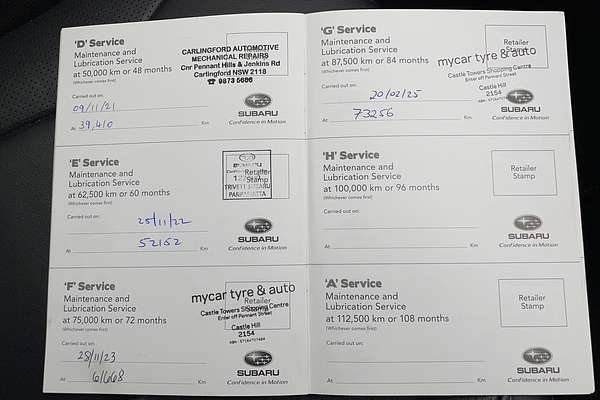 'D' Service
Maintenance and
Lubrication Service
at 50,000 km or 48 months
(Whichever comes first)
CARLINGFORD AUTOMOTIVE
MECHANICAL REPAIRS
Cnr Pennant Hills & Jenkins Rd
Carlingford NSW 2118
☎ 9873 5686
Carried out on:
09/11/21
At 39,410 Km
SUBARU
Confidence in Motion
'E' Service
Maintenance and
Lubrication Service
at 62,500 km or 60 months
(Whichever comes first)
Retailer
Stamp
TRIVETT SUBARU
PARRAMATTA
Carried out on:
25/11/22
52152
At Km
SUBARU
Confidence in Motion
'F' Service
Maintenance and
Lubrication Service
at 75,000 km or 72 months
(Whichever comes first)
mycar tyre & auto
Retailer
Castle Towers Shopping Centre
Enter off Pennant Street
Castle Hill
2154
Carried out on:
28/11/23
At 61668 Km
SUBARU
Confidence in Motion
'G' Service
Maintenance and
Lubrication Service
at 87,500 km or 84 months
(Whichever comes first)
Retailer
mycar tyre & auto
Castle Towers Shopping Centre
Enter off Pennant Street
Castle Hill
2154
Carried out on:
20/02/25
At 73256 Km
SUBARU
Confidence in Motion
'H' Service
Maintenance and
Lubrication Service
at 100,000 km or 96 months
(Whichever comes first)
Retailer
Stamp
Carried out on:
At Km
SUBARU
Confidence in Motion
'A' Service
Maintenance and
Lubrication Service
at 112,500 km or 108 months
(Whichever comes first)
Retailer
Stamp
Carried out on:
At Km
SUBARU
Confidence in Motion